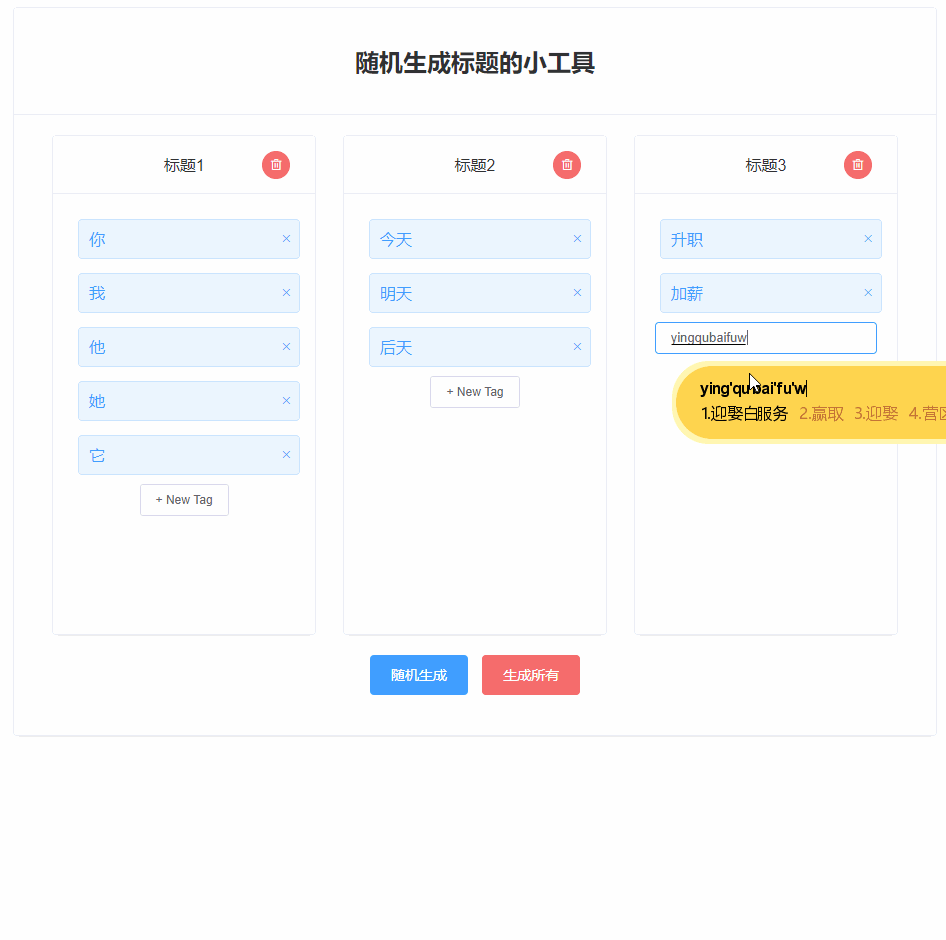 随机生成标题的小工具
标题1
你
我
他
她
它
+ New Tag
标题2
今天
明天
后天
+ New Tag
标题3
升职
加薪
yingqubaifuw
ying'qu'bai'fu'w
1.迎娶白服务 2.赢取 3.迎娶 4.营区
随机生成 生成所有